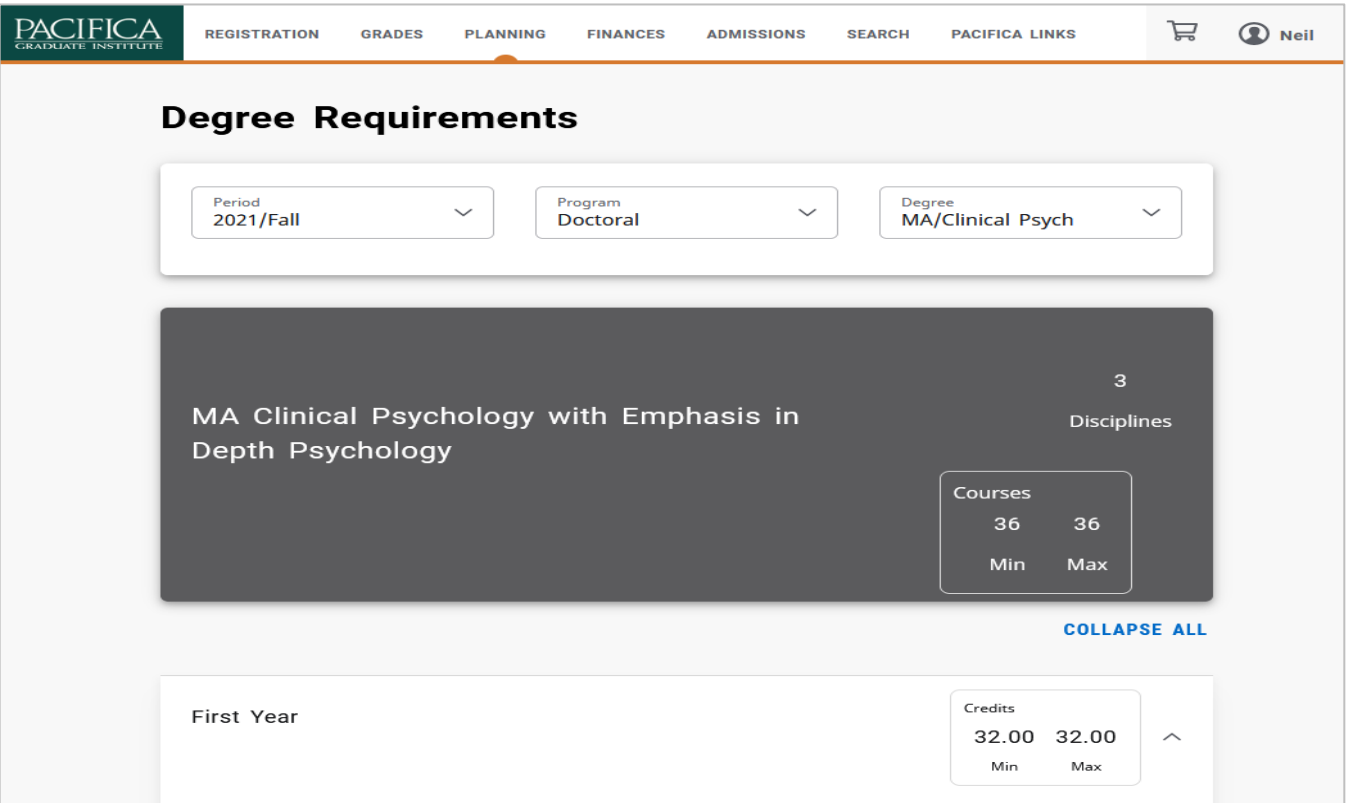 PACIFICA
GRADUATE INSTITUTE
REGISTRATION GRADES PLANNING FINANCES ADMISSIONS SEARCH PACIFICA LINKS Neil
Degree Requirements
Period
2021/Fall
Program
Doctoral
Degree
MA/Clinical Psych
MA Clinical Psychology with Emphasis in
Depth Psychology
3
Disciplines
Courses
36 36
Min Max
COLLAPSE ALL
First Year
Credits
32.00 32.00
Min Max